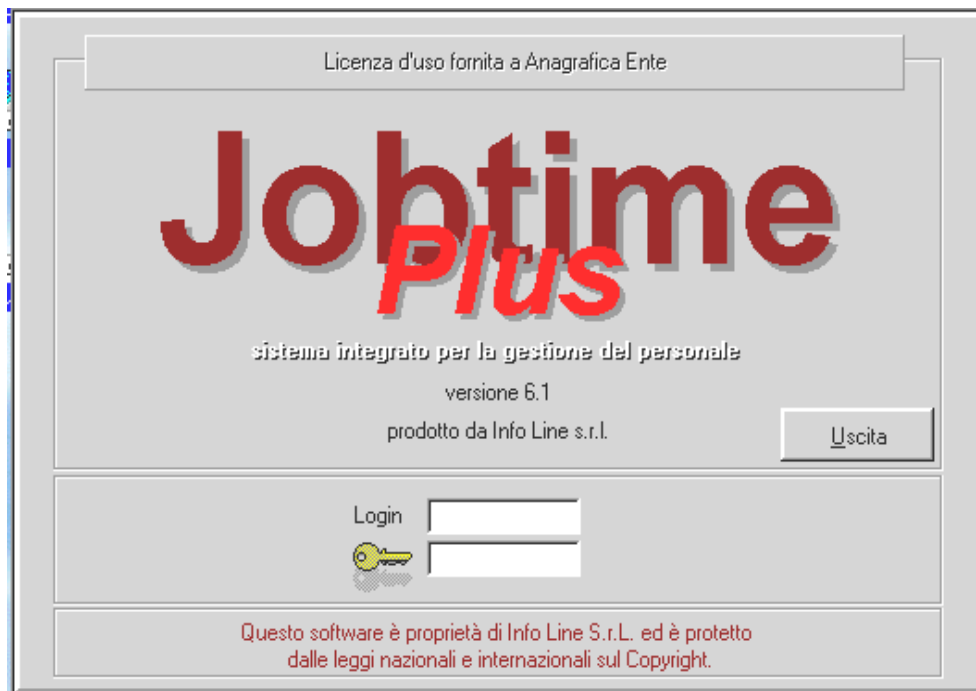 Licenza d'uso fornita a Anagrafica Ente
Jobtime
Plus
sistema integrato per la gestione del personale
versione 6.1
prodotto da Info Line s.r.l.
Uscita
Login
Questo software è proprietà di Info Line S.r.L. ed è protetto
dalle leggi nazionali e internazionali sul Copyright.